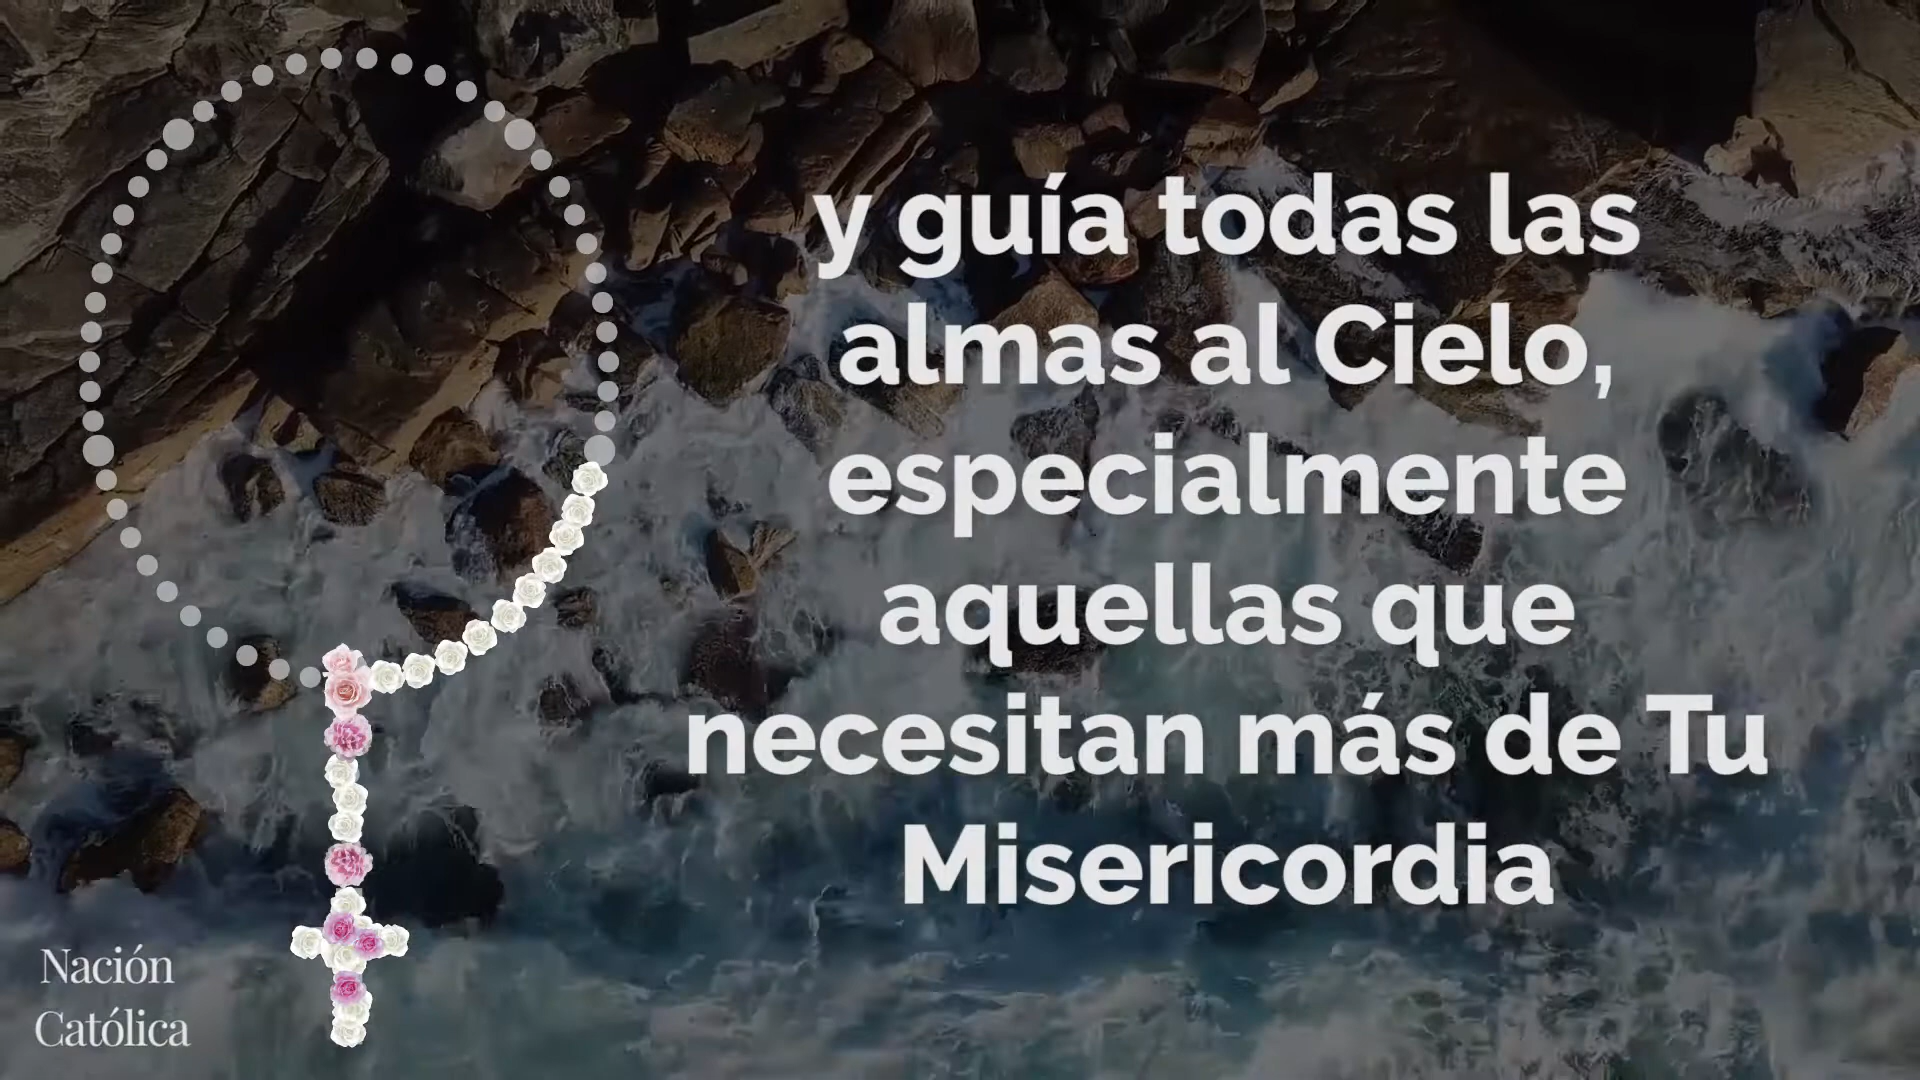 y guía todas las
almas al Cielo,
especialmente
aquellas que
necesitan más de Tu
Misericordia
Nación
Católica